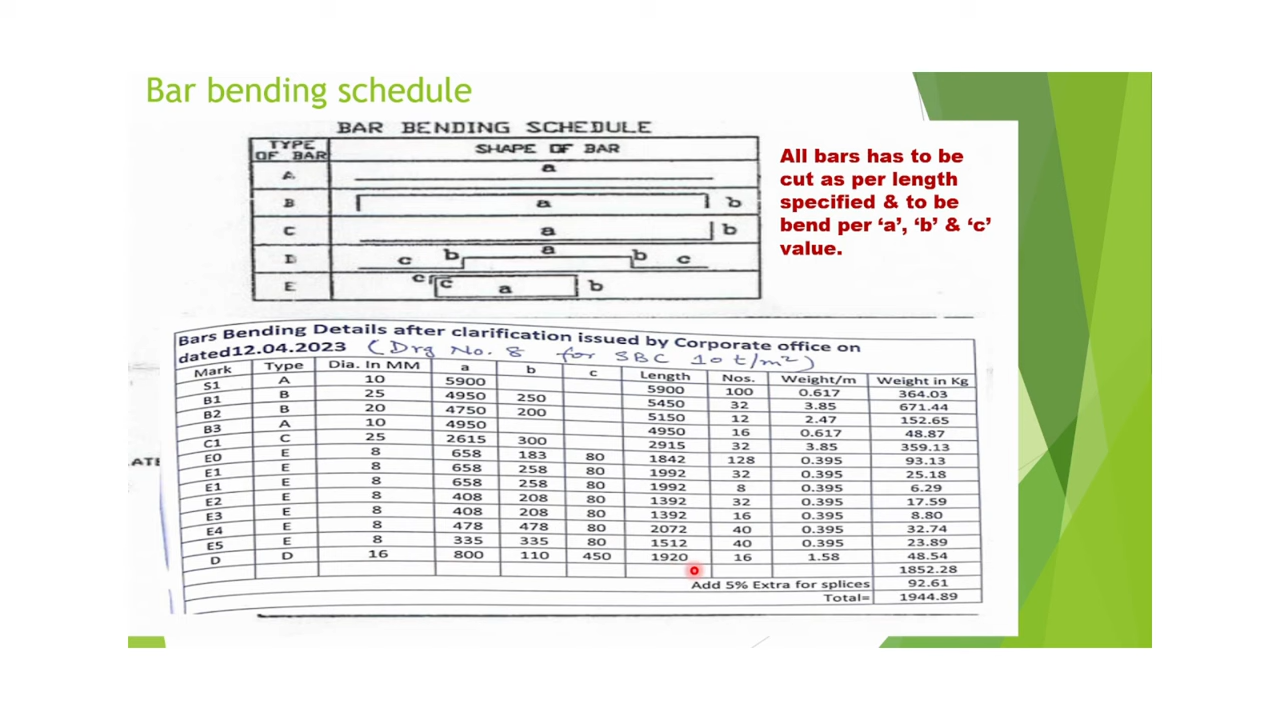 Bar bending schedule
BAR BENDING SCHEDULE
TYPE OF BAR SHAPE OF BAR
A a
B a b
C a b
D c b a b c
E c c a b
All bars has to be
cut as per length
specified & to be
bend per ‘a’, ‘b’ & ‘c’
value.
Bars Bending Details after clarification issued by Corporate office on
dated12.04.2023 (Drg No. 8 for SBC 10 t/m²)
Mark Type Dia. In MM a b c Length Nos. Weight/m Weight in Kg
S1 A 10 5900 5900 100 0.617 364.03
B1 B 25 4950 250 5450 32 3.85 671.44
B2 B 20 4750 200 5150 12 2.47 152.65
B3 A 10 4950 4950 16 0.617 48.87
C1 C 25 2615 300 2915 32 3.85 359.13
E0 E 8 658 183 80 1842 128 0.395 93.13
E1 E 8 658 258 80 1992 32 0.395 25.18
E1 E 8 658 258 80 1992 8 0.395 6.29
E2 E 8 408 208 80 1392 32 0.395 17.59
E3 E 8 408 208 80 1392 16 0.395 8.80
E4 E 8 478 478 80 2072 40 0.395 32.74
E5 E 8 335 335 80 1512 40 0.395 23.89
D D 16 800 110 450 1920 16 1.58 48.54
1852.28
Add 5% Extra for splices 92.61
Total= 1944.89